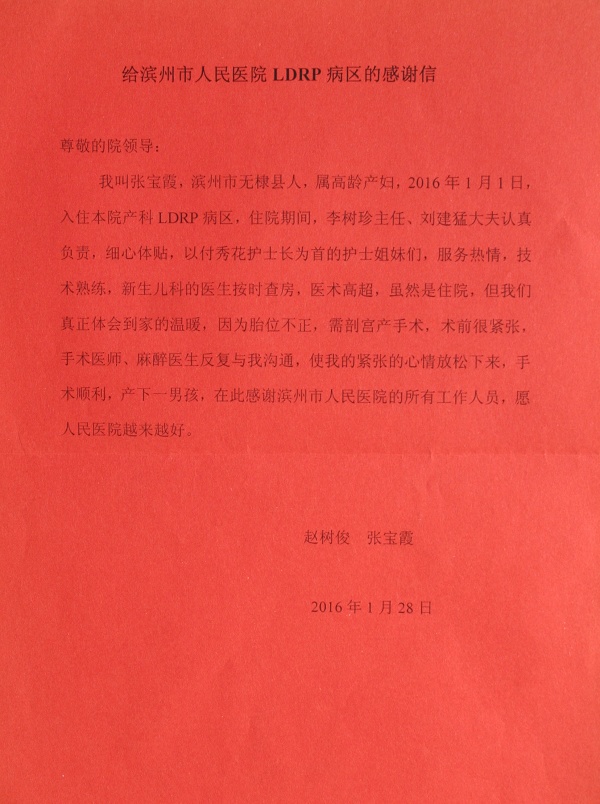 给滨州市人民医院 LDRP 病区的感谢信
尊敬的院领导：
我叫张宝霞，滨州市无棣县人，属高龄产妇，2016 年 1 月 1 日，
入住本院产科 LDRP 病区，住院期间，李树珍主任、刘建猛大夫认真
负责，细心体贴，以付秀花护士长为首的护士姐妹们，服务热情，技
术熟练，新生儿科的医生按时查房，医术高超，虽然是住院，但我们
真正体会到家的温暖，因为胎位不正，需剖宫产手术，术前很紧张，
手术医师、麻醉医生反复与我沟通，使我的紧张的心情放松下来，手
术顺利，产下一男孩，在此感谢滨州市人民医院的所有工作人员，愿
人民医院越来越好。
赵树俊　张宝霞
2016 年 1 月 28 日